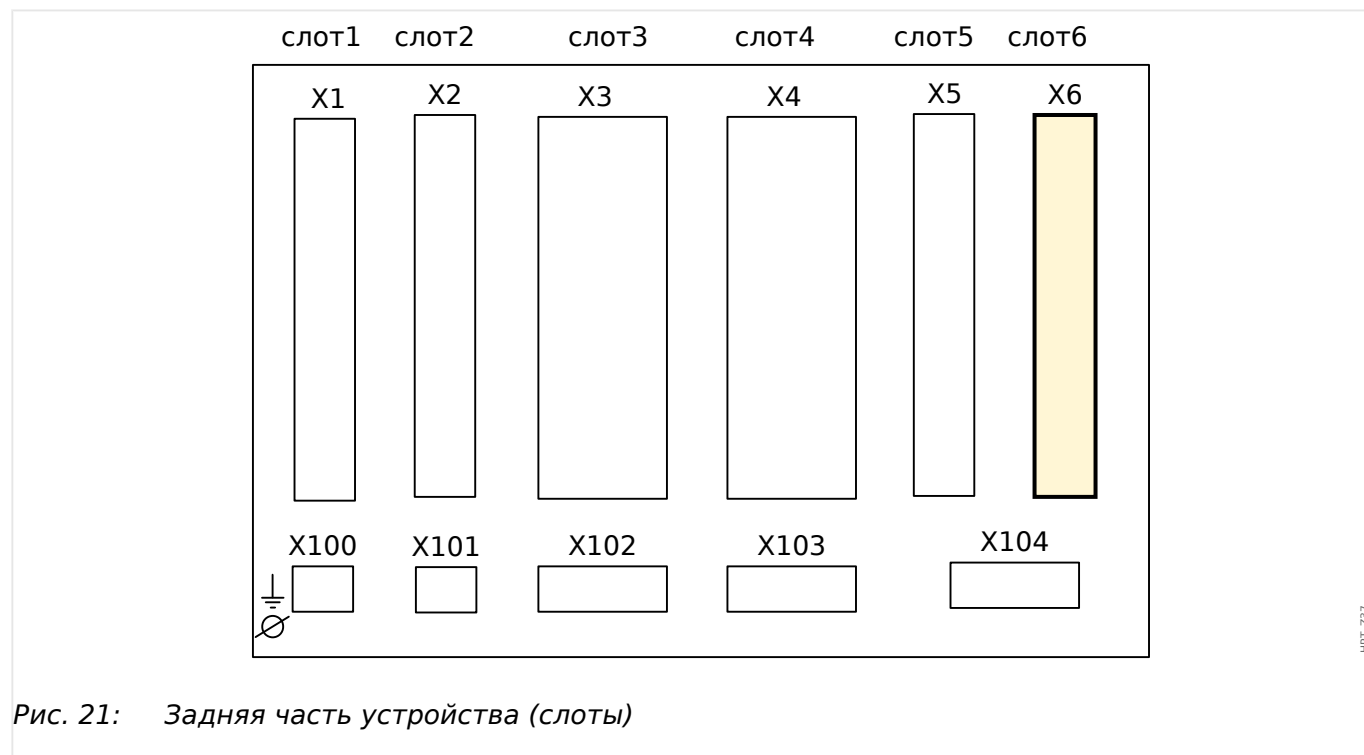 слот1 слот2 слот3 слот4 слот5 слот6
X1 X2 X3 X4 X5 X6
X100 X101 X102 X103 X104
Рис. 21: Задняя часть устройства (слоты)